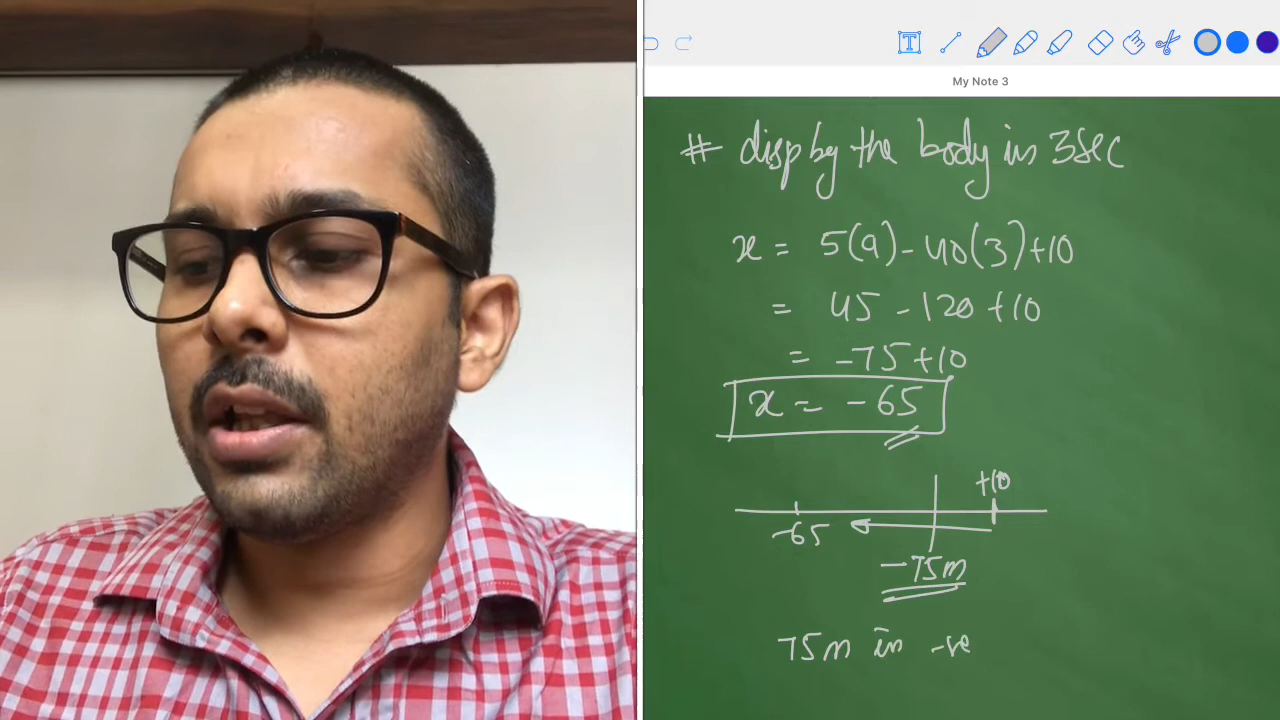 T
My Note 3
# disp by the body in 3sec
x = 5(9) - 40(3) + 10
= 45 - 120 + 10
= -75 + 10
x = -65
+10
-65
-75m
75m in -ve